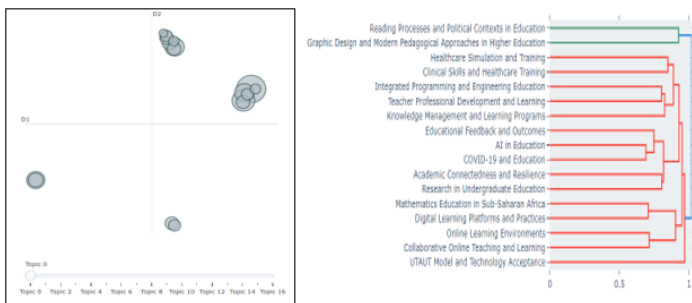 D2
D1
Topic 0
Topic 0 Topic 2 Topic 4 Topic 6 Topic 8 Topic 10 Topic 12 Topic 14 Topic 16
Reading Processes and Political Contexts in Education
Graphic Design and Modern Pedagogical Approaches in Higher Education
Healthcare Simulation and Training
Clinical Skills and Healthcare Training
Integrated Programming and Engineering Education
Teacher Professional Development and Learning
Knowledge Management and Learning Programs
Educational Feedback and Outcomes
AI in Education
COVID-19 and Education
Academic Connectedness and Resilience
Research in Undergraduate Education
Mathematics Education in Sub-Saharan Africa
Digital Learning Platforms and Practices
Online Learning Environments
Collaborative Online Teaching and Learning
UTAUT Model and Technology Acceptance
0 0.5 1